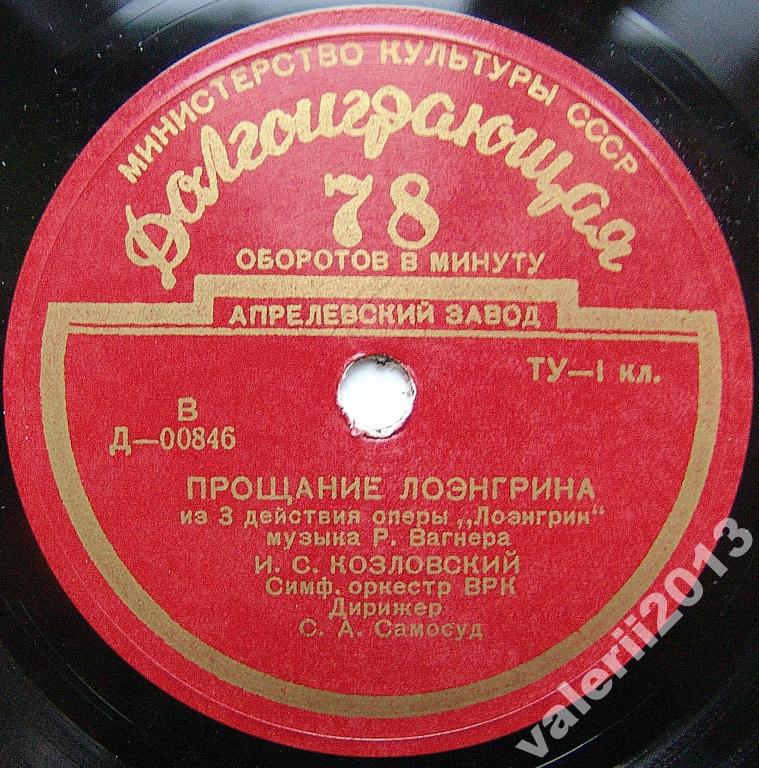 МИНИСТЕРСТВО КУЛЬТУРЫ СССР
Долгоиграющая
78
ОБОРОТОВ В МИНУТУ
АПРЕЛЕВСКИЙ ЗАВОД
ТУ—1 кл.
В
Д—00846
ПРОЩАНИЕ ЛОЭНГРИНА
из 3 действия оперы „Лоэнгрин“
музыка Р. Вагнера
И. С. КОЗЛОВСКИЙ
Симф. оркестр ВРК
Дирижер
С. А. Самосуд
valerii2013